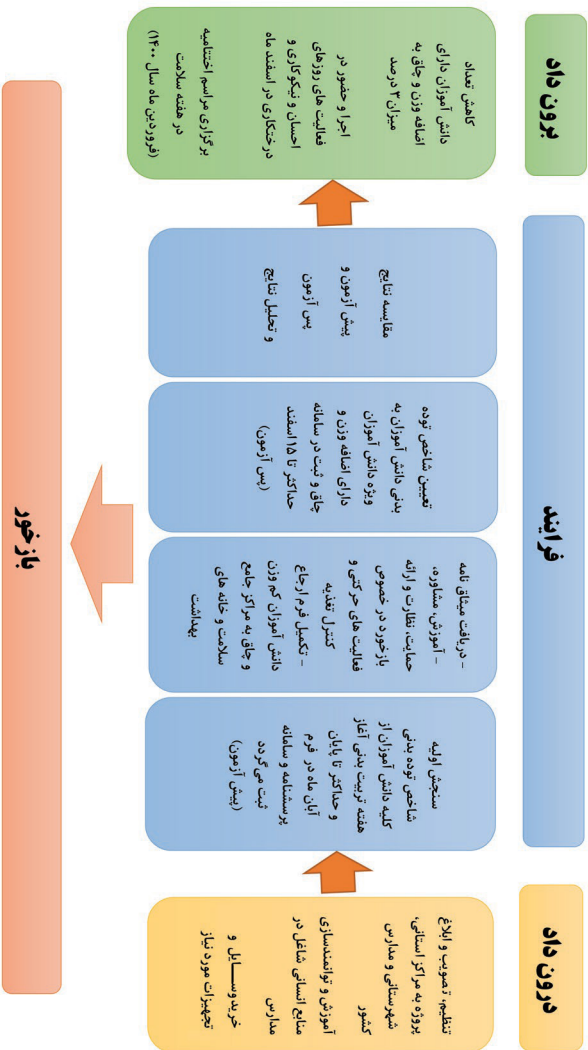 درون داد
فرایند
برون داد
تنظیم، تصویب و ابلاغ
پروژه به مراکز استانی،
شهرستانی و مدارس
کشور
آموزش و توانمندسازی
منابع انسانی شاغل در
مدارس
خریدوســـایل و
تجهیزات مورد نیاز
سنجش اولیه
شاخص توده بدنی
کلیه دانش آموزان از
هفته تربیت بدنی آغاز
و حداکثر تا پایان
آبان ماه در فرم
پرسشنامه و سامانه
ثبت می‌گردد
(پیش آزمون)
– دریافت میثاق نامه
– آموزش، مشاوره،
حمایت، نظارت و ارائه
بازخورد در خصوص
فعالیت های حرکتی و
کنترل تغذیه
– تکمیل فرم ارجاع
دانش آموزان کم وزن
و چاق به مراکز جامع
سلامت و خانه های
بهداشت
تعیین شاخص توده
بدنی دانش آموزان به
ویژه دانش آموزان
دارای اضافه وزن و
چاق و ثبت در سامانه
حداکثر تا ۱۵ اسفند
(پس آزمون)
مقایسه نتایج
پیش آزمون و
پس آزمون
و تحلیل نتایج
کاهش تعداد
دانش آموزان دارای
اضافه وزن و چاق به
میزان ۳ درصد
اجرا و حضور در
فعالیت های روزهای
احسان و نیکوکاری و
درختکاری در اسفند ماه
برگزاری مراسم اختتامیه
در هفته سلامت
(فروردین ماه سال ۱۴۰۰)
بازخور